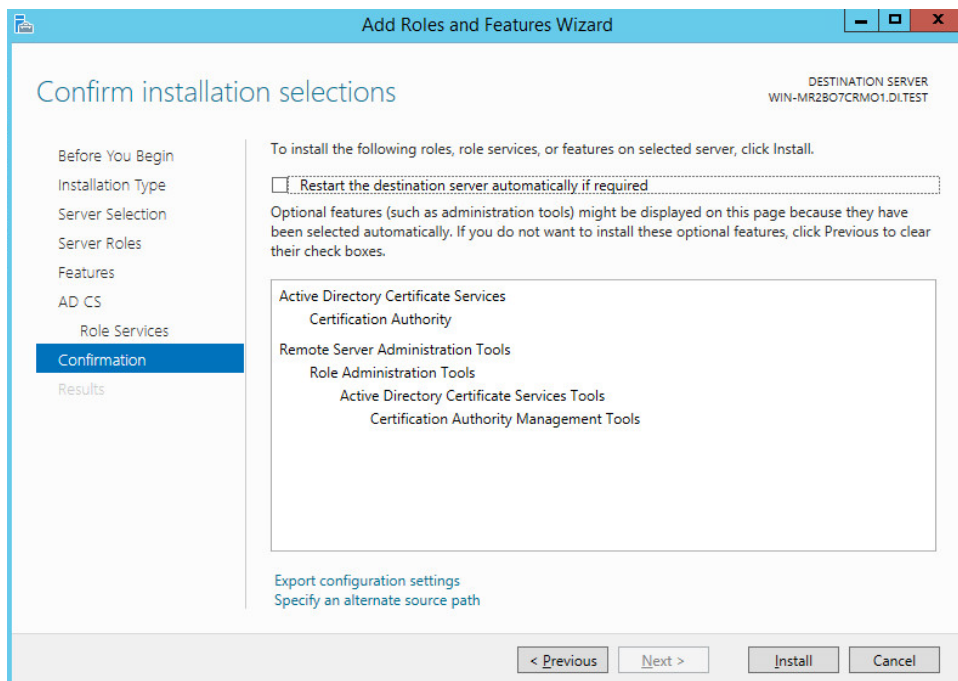 Add Roles and Features Wizard
Confirm installation selections
DESTINATION SERVER
WIN-MR2BO7CRMO1.DI.TEST
Before You Begin
Installation Type
Server Selection
Server Roles
Features
AD CS
Role Services
Confirmation
Results
To install the following roles, role services, or features on selected server, click Install.
Restart the destination server automatically if required
Optional features (such as administration tools) might be displayed on this page because they have
been selected automatically. If you do not want to install these optional features, click Previous to clear
their check boxes.
Active Directory Certificate Services
Certification Authority
Remote Server Administration Tools
Role Administration Tools
Active Directory Certificate Services Tools
Certification Authority Management Tools
Export configuration settings
Specify an alternate source path
< Previous
Next >
Install
Cancel